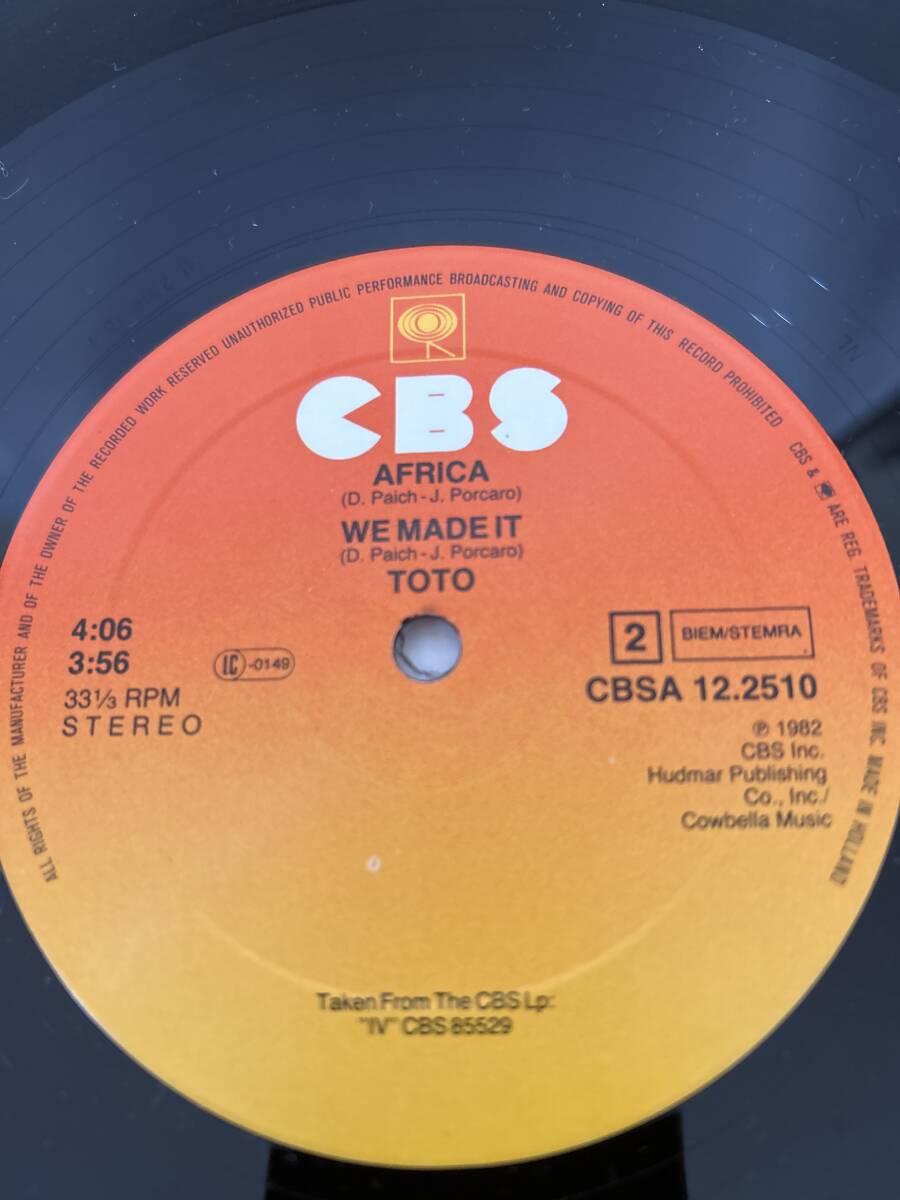 ALL RIGHTS OF THE MANUFACTURER AND OF THE OWNER OF THE RECORDED WORK RESERVED UNAUTHORIZED PUBLIC PERFORMANCE BROADCASTING AND COPYING OF THIS RECORD PROHIBITED CBS & ARE REG. TRADEMARKS OF CBS INC. MADE IN HOLLAND
CBS
AFRICA
(D. Paich - J. Porcaro)
WE MADE IT
(D. Paich - J. Porcaro)
TOTO
4:06
3:56
33⅓ RPM
STEREO
LC -0149
2
BIEM/STEMRA
CBSA 12.2510
℗ 1982
CBS Inc.
Hudmar Publishing
Co., Inc./
Cowbella Music
Taken From The CBS Lp:
"IV" CBS 85529